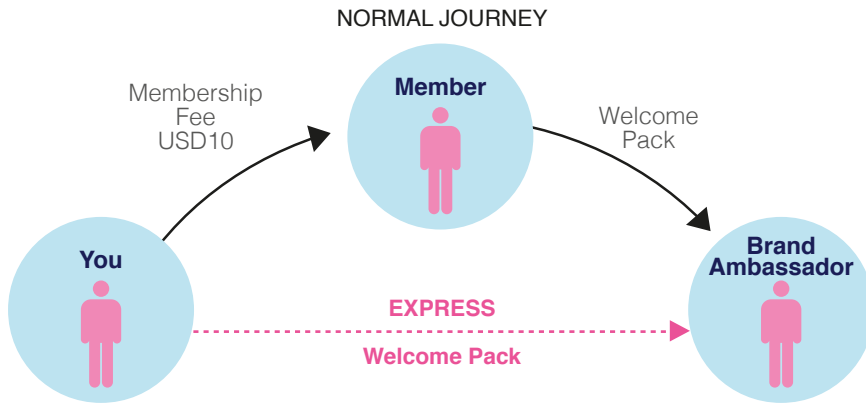 NORMAL JOURNEY
Member
Membership
Fee
USD10
Welcome
Pack
You
Brand
Ambassador
EXPRESS
Welcome Pack